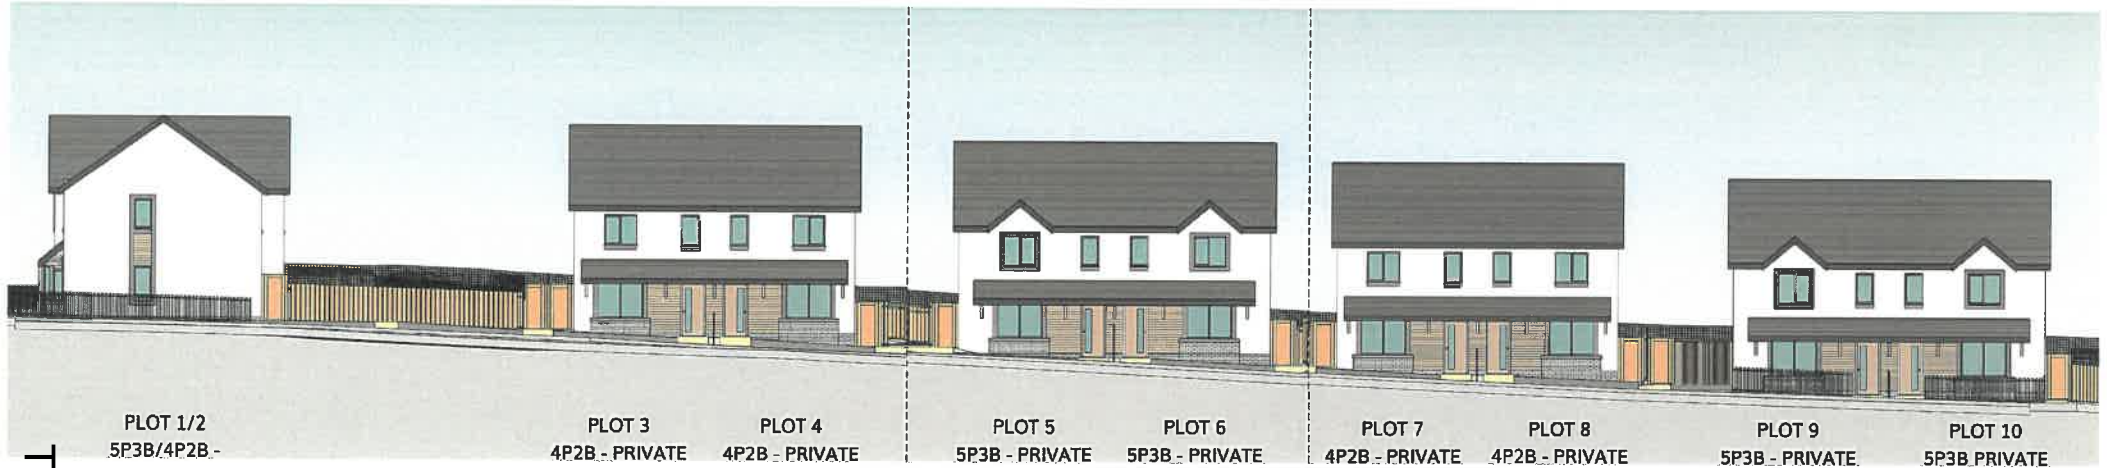 PLOT 1/2
5P3B/4P2B -
PLOT 3
4P2B - PRIVATE
PLOT 4
4P2B - PRIVATE
PLOT 5
5P3B - PRIVATE
PLOT 6
5P3B - PRIVATE
PLOT 7
4P2B - PRIVATE
PLOT 8
4P2B - PRIVATE
PLOT 9
5P3B - PRIVATE
PLOT 10
5P3B PRIVATE